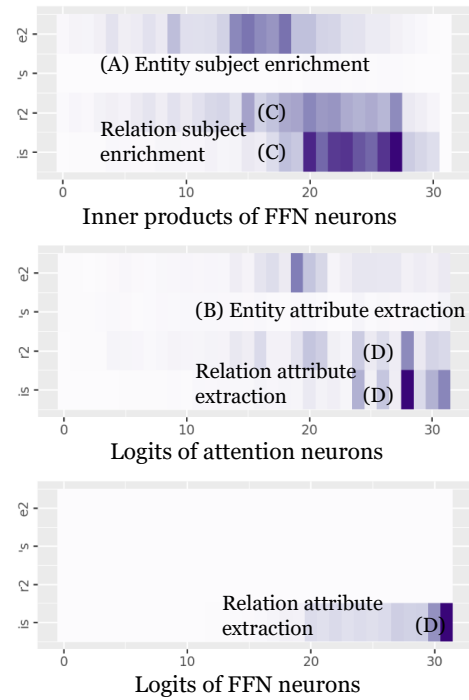 e2
(A) Entity subject enrichment
's
r2
(C)
Relation subject
enrichment
(C)
is
0
10
20
30
Inner products of FFN neurons
e2
's
(B) Entity attribute extraction
r2
(D)
Relation attribute
extraction
(D)
is
0
10
20
30
Logits of attention neurons
e2
's
r2
Relation attribute
extraction
(D)
is
0
10
20
30
Logits of FFN neurons